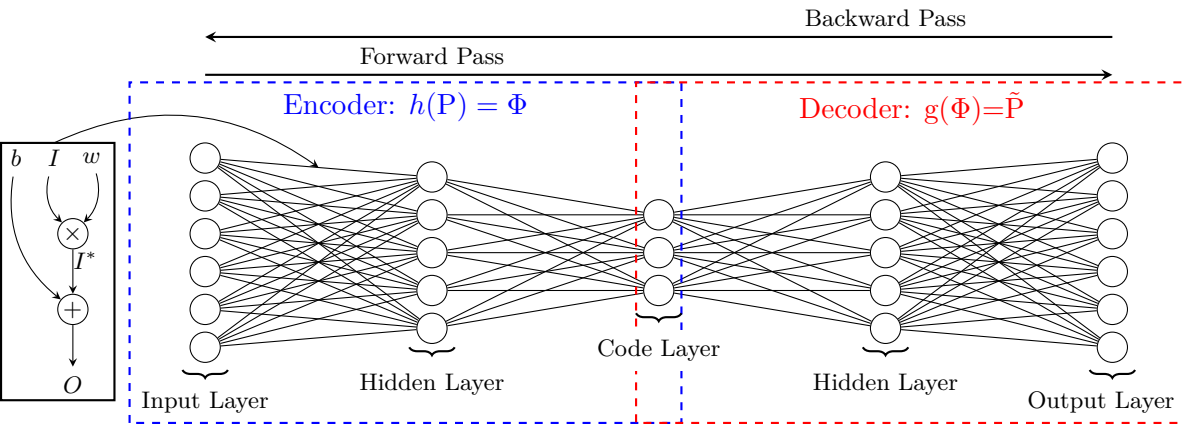 Backward Pass
Forward Pass
Encoder: h(P) = Φ
Decoder: g(Φ)=P̃
b I w
×
I*
+
O
Code Layer
Hidden Layer
Hidden Layer
Input Layer
Output Layer